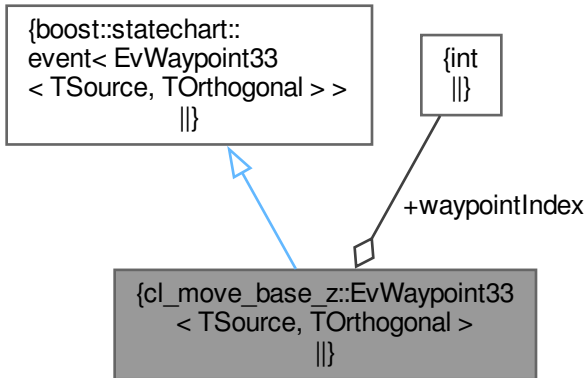 {boost::statechart::
event< EvWaypoint33
< TSource, TOrthogonal > >
||}
{int
||}
+waypointIndex
{cl_move_base_z::EvWaypoint33
< TSource, TOrthogonal >
||}